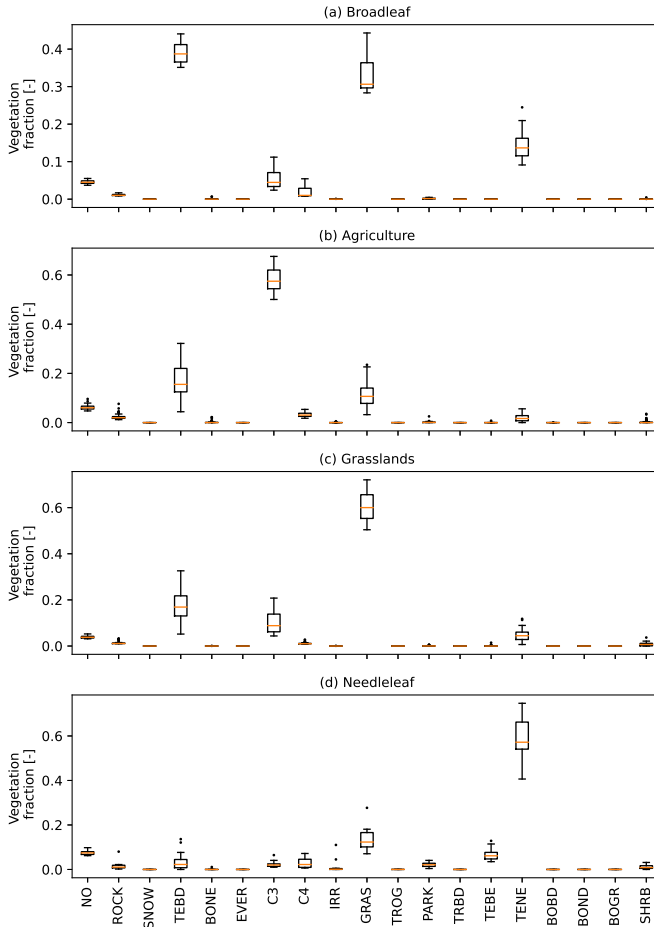 (a) Broadleaf
Vegetation
fraction [-]
0.4
0.3
0.2
0.1
0.0
(b) Agriculture
Vegetation
fraction [-]
0.6
0.4
0.2
0.0
(c) Grasslands
Vegetation
fraction [-]
0.6
0.4
0.2
0.0
(d) Needleleaf
Vegetation
fraction [-]
0.6
0.4
0.2
0.0
NO
ROCK
SNOW
TEBD
BONE
EVER
C3
C4
IRR
GRAS
TROG
PARK
TRBD
TEBE
TENE
BOBD
BOND
BOGR
SHRB